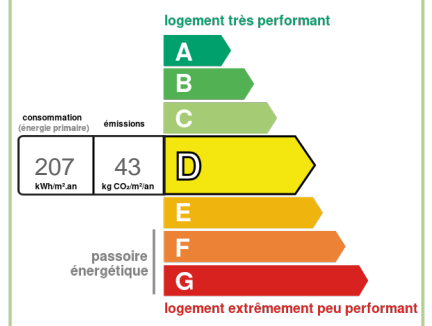 logement très performant
A
B
C
consommation
(énergie primaire)
émissions
207
43
kWh/m².an
kg CO₂/m²/an
D
E
passoire
énergétique
F
G
logement extrêmement peu performant